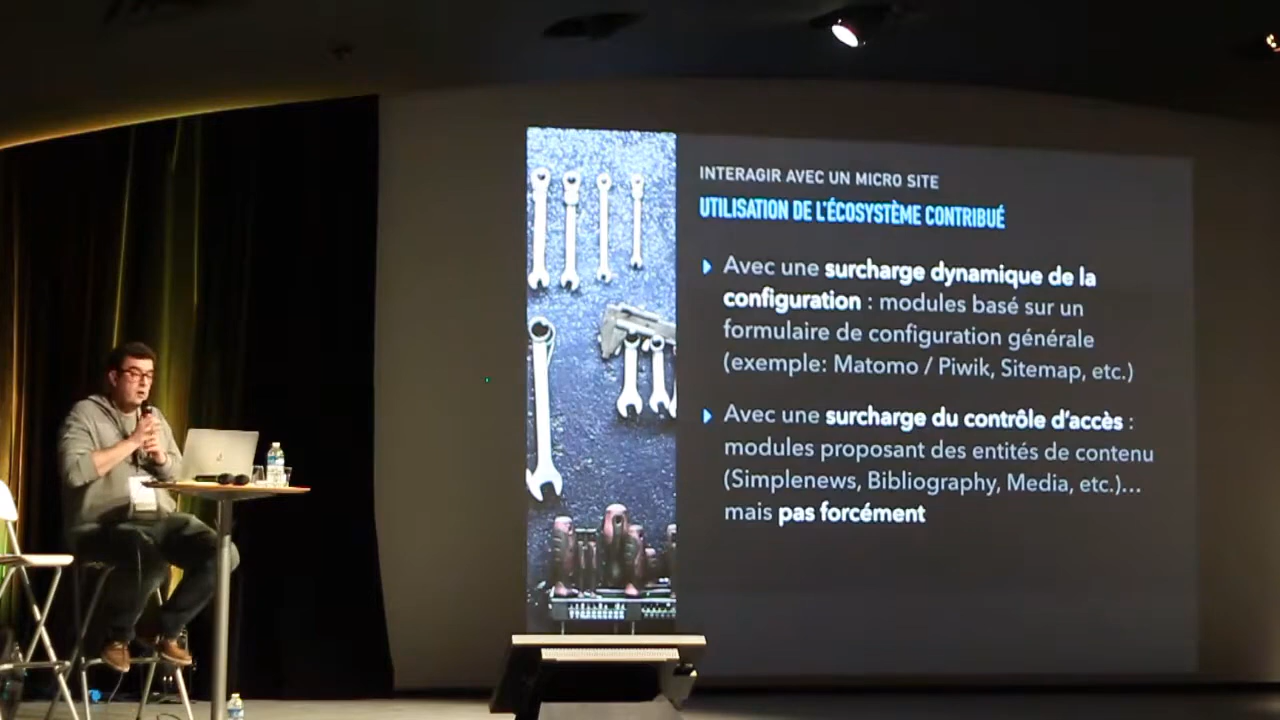 INTERAGIR AVEC UN MICRO SITE
UTILISATION DE L'ÉCOSYSTÈME CONTRIBUÉ
Avec une surcharge dynamique de la
configuration : modules basé sur un
formulaire de configuration générale
(exemple: Matomo / Piwik, Sitemap, etc.)
Avec une surcharge du contrôle d'accès :
modules proposant des entités de contenu
(Simplenews, Bibliography, Media, etc.)...
mais pas forcément